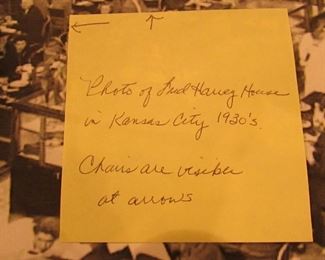 Photo of Fred Harvey House
in Kansas City 1930's.
Chairs are visible
at arrows